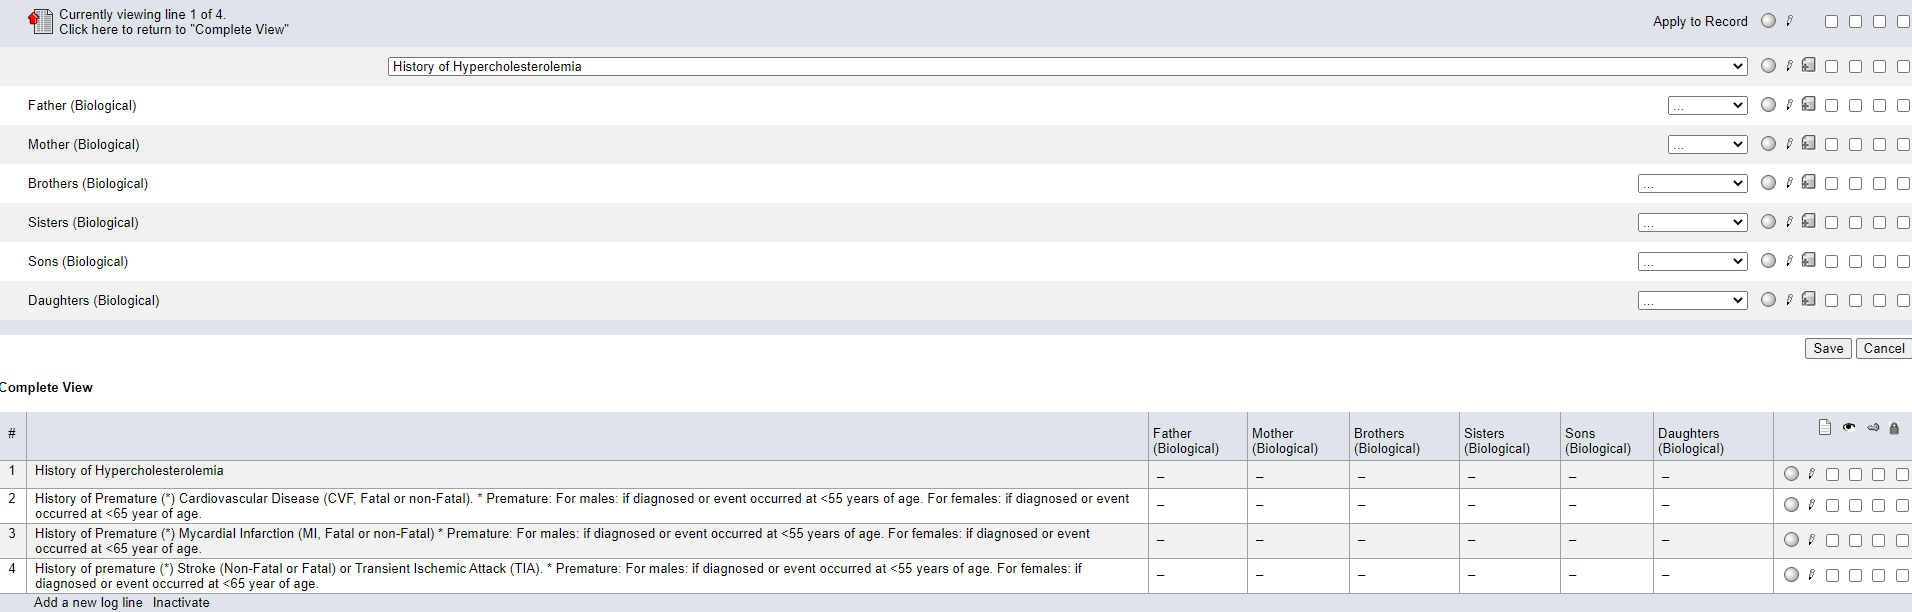 Currently viewing line 1 of 4.
Click here to return to "Complete View"
Apply to Record
History of Hypercholesterolemia
Father (Biological)
...
Mother (Biological)
...
Brothers (Biological)
...
Sisters (Biological)
...
Sons (Biological)
...
Daughters (Biological)
...
Save Cancel
Complete View
# Father (Biological) Mother (Biological) Brothers (Biological) Sisters (Biological) Sons (Biological) Daughters (Biological)
1 History of Hypercholesterolemia – – – – – –
2 History of Premature (*) Cardiovascular Disease (CVF, Fatal or non-Fatal). * Premature: For males: if diagnosed or event occurred at <55 years of age. For females: if diagnosed or event
occurred at <65 year of age. – – – – – –
3 History of Premature (*) Mycardial Infarction (MI, Fatal or non-Fatal) * Premature: For males: if diagnosed or event occurred at <55 years of age. For females: if diagnosed or event
occurred at <65 year of age. – – – – – –
4 History of premature (*) Stroke (Non-Fatal or Fatal) or Transient Ischemic Attack (TIA). * Premature: For males: if diagnosed or event occurred at <55 years of age. For females: if
diagnosed or event occurred at <65 year of age. – – – – – –
Add a new log line Inactivate